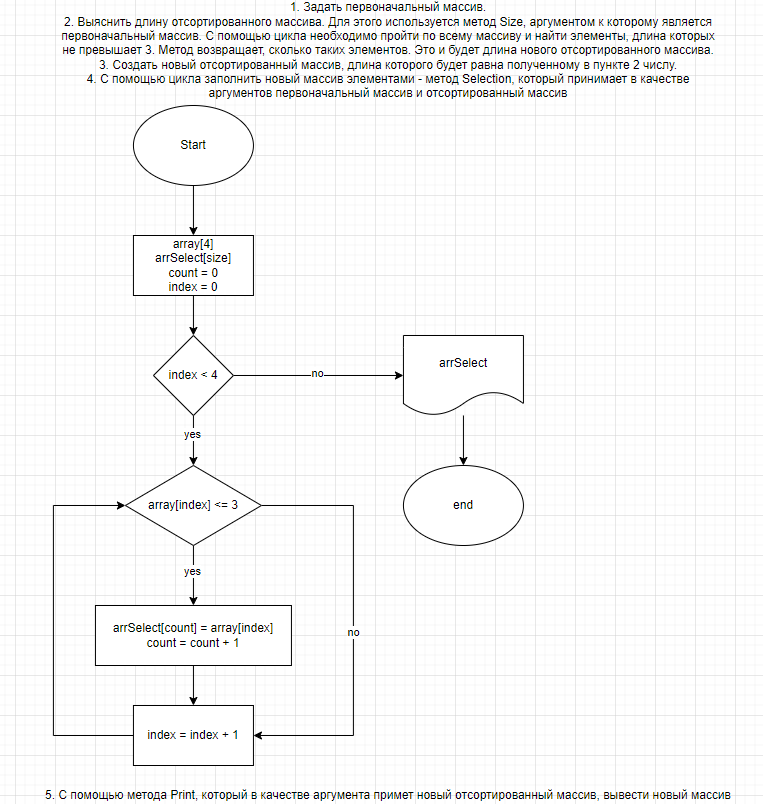 1. Задать первоначальный массив.
2. Выяснить длину отсортированного массива. Для этого используется метод Size, аргументом к которому является
первоначальный массив. С помощью цикла необходимо пройти по всему массиву и найти элементы, длина которых
не превышает 3. Метод возвращает, сколько таких элементов. Это и будет длина нового отсортированного массива.
3. Создать новый отсортированный массив, длина которого будет равна полученному в пункте 2 числу.
4. С помощью цикла заполнить новый массив элементами - метод Selection, который принимает в качестве
аргументов первоначальный массив и отсортированный массив
Start
array[4]
arrSelect[size]
count = 0
index = 0
index < 4
no
arrSelect
yes
array[index] <= 3
end
yes
arrSelect[count] = array[index]
count = count + 1
no
index = index + 1
5. С помощью метода Print, который в качестве аргумента примет новый отсортированный массив, вывести новый массив